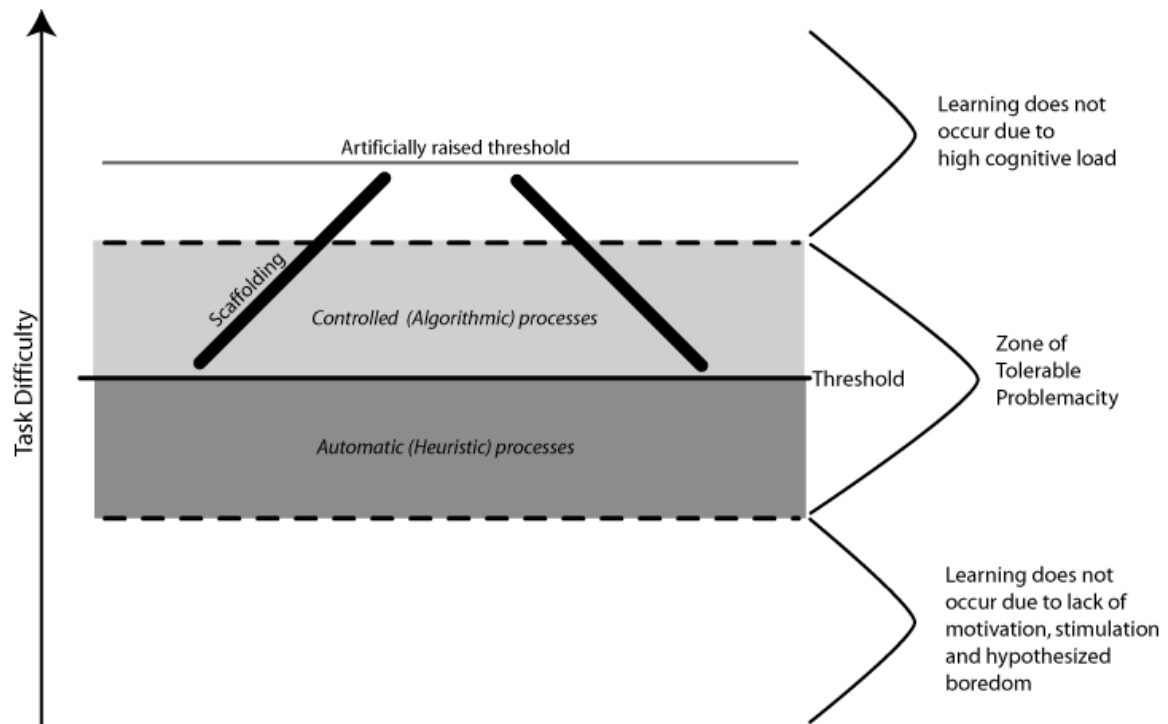 Learning does not
occur due to
high cognitive load
Artificially raised threshold
Scaffolding
Controlled (Algorithmic) processes
Task Difficulty
Threshold
Zone of
Tolerable
Problemacity
Automatic (Heuristic) processes
Learning does not
occur due to lack of
motivation, stimulation
and hypothesized
boredom